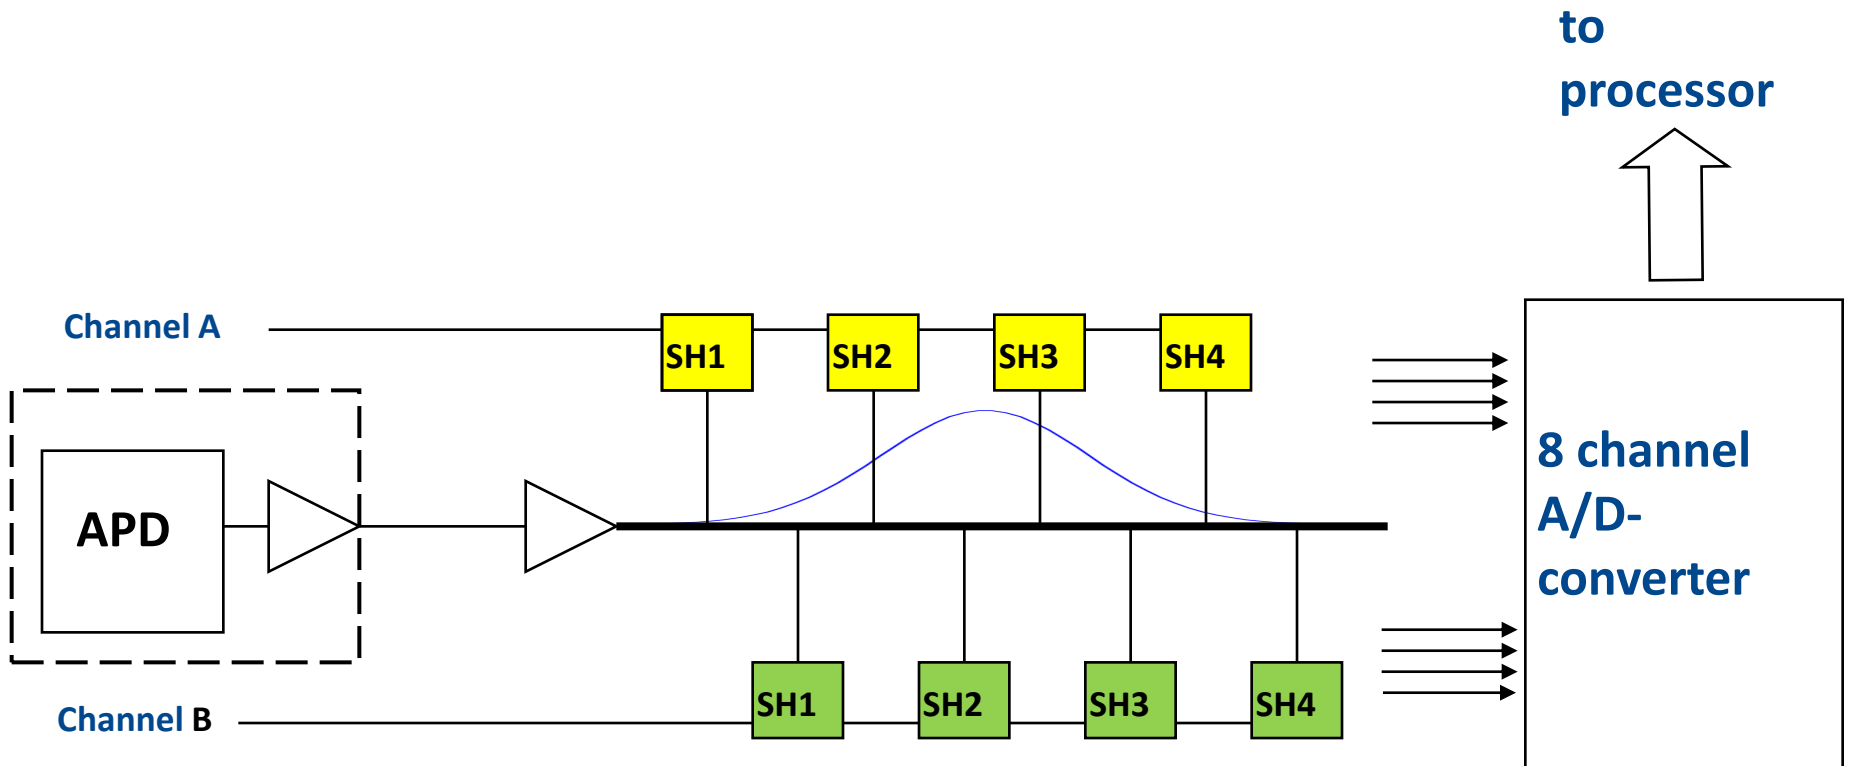 to
processor
Channel A
SH1 SH2 SH3 SH4
APD
8 channel
A/D-
converter
Channel B
SH1 SH2 SH3 SH4